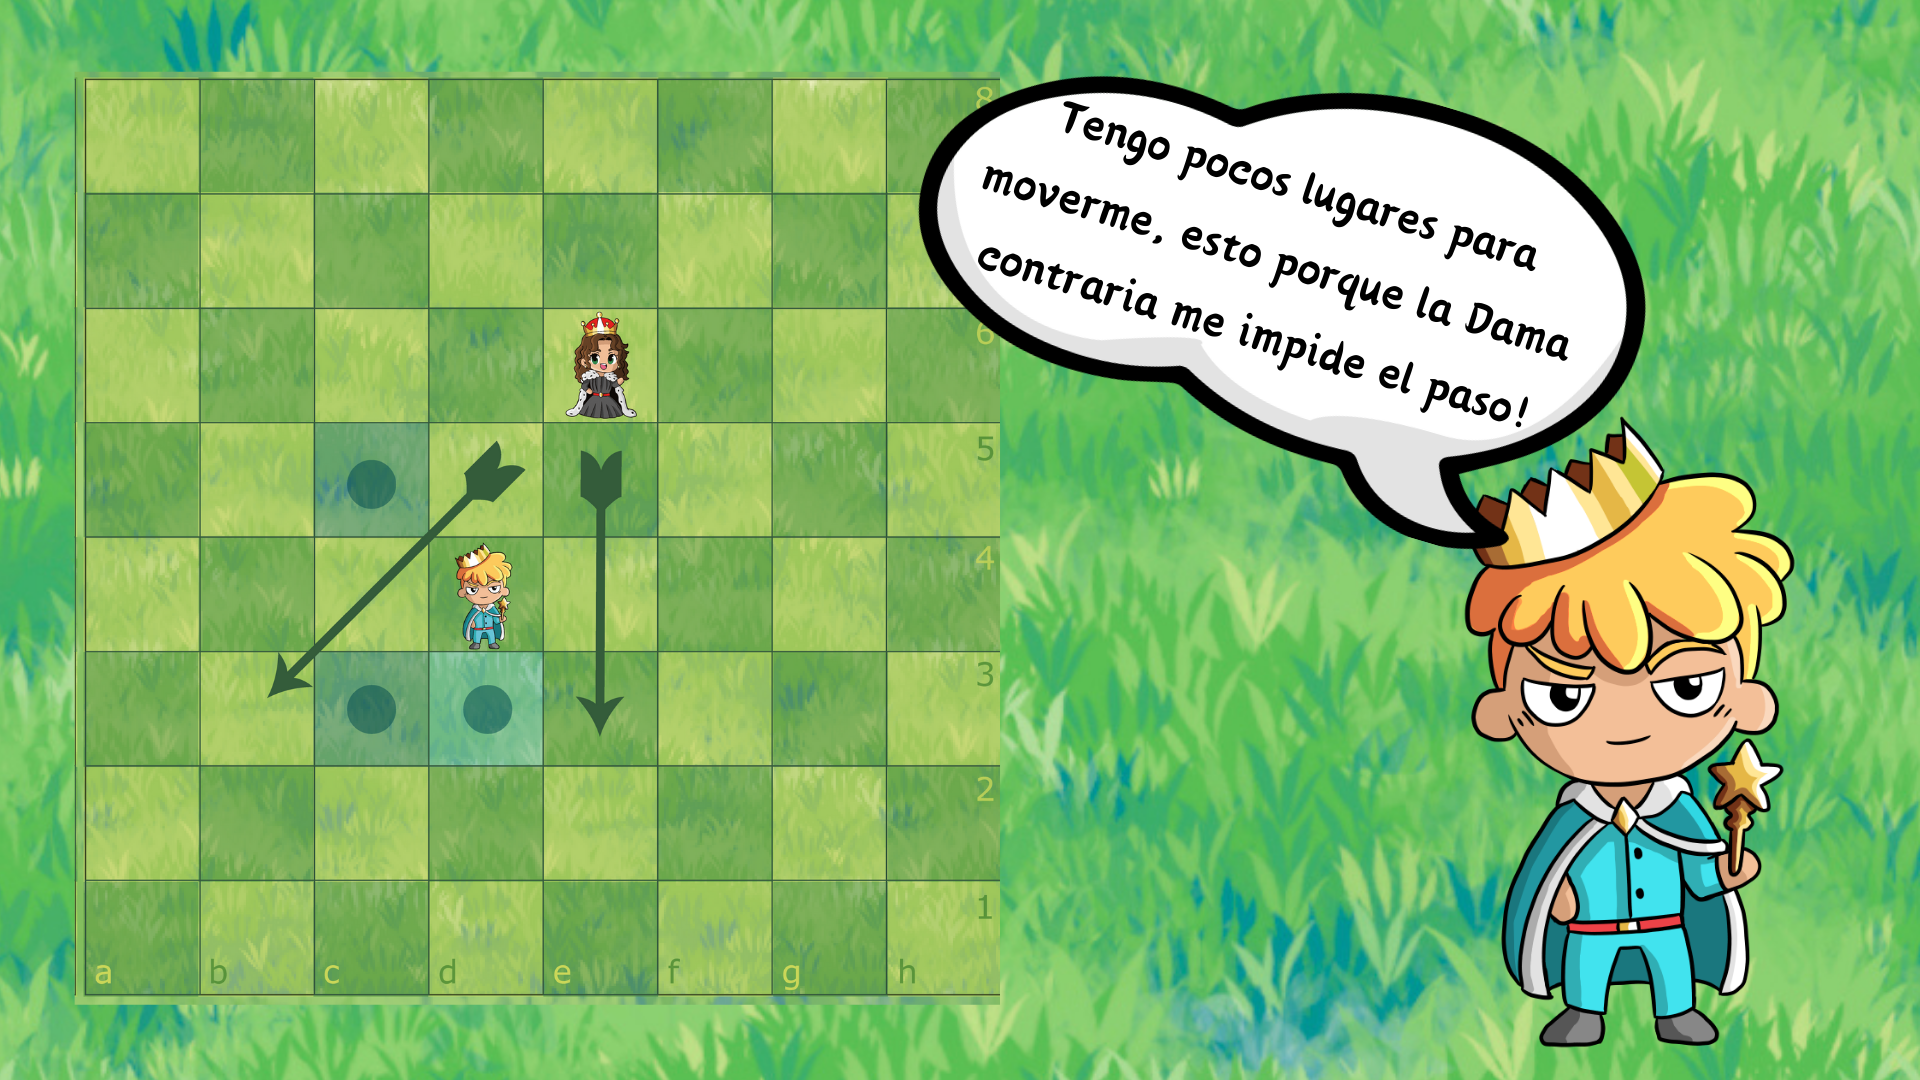 Tengo pocos lugares para
moverme, esto porque la Dama
contraria me impide el paso!
8
6
5
4
3
2
1
a b c d e f g h